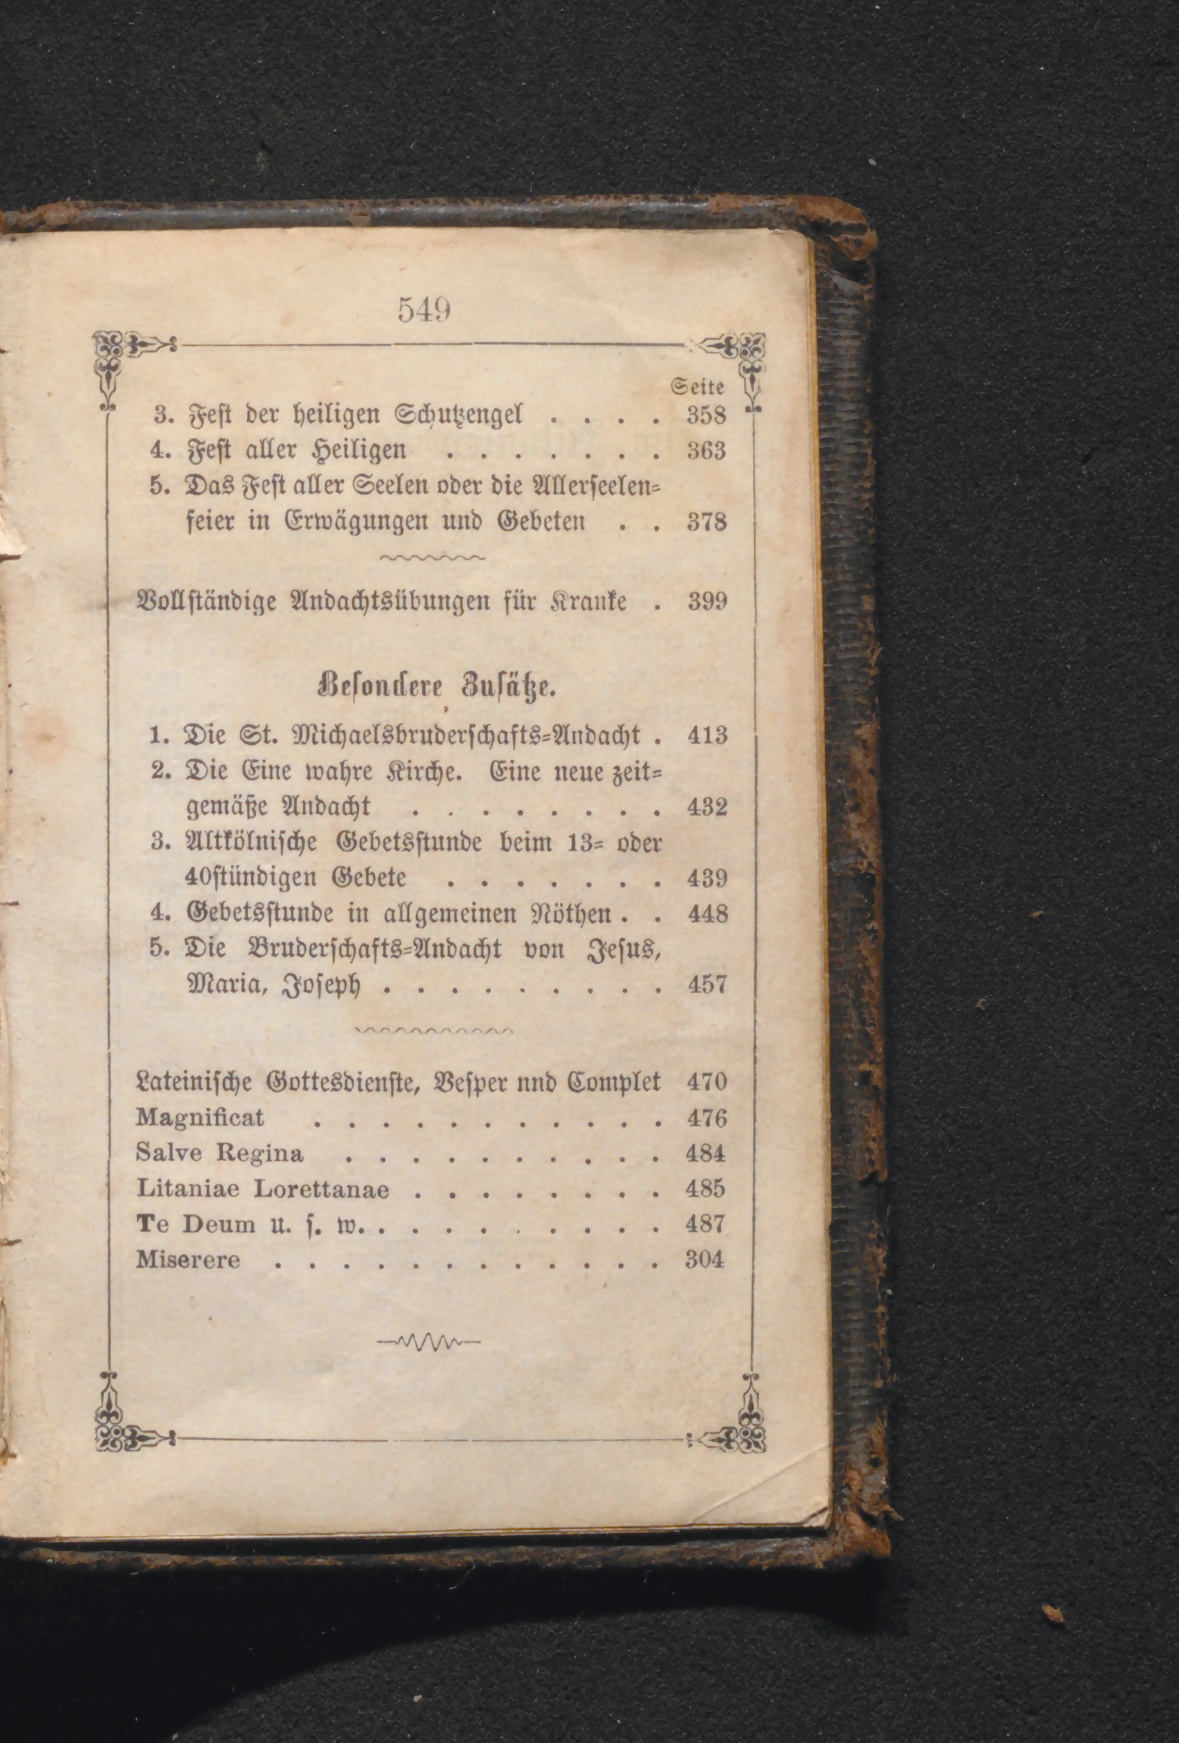 549
Seite
3. Feſt der heiligen Schutzengel . . . . 358
4. Feſt aller Heiligen . . . . . . . 363
5. Das Feſt aller Seelen oder die Allerſeelen-
feier in Erwägungen und Gebeten . . 378
Vollſtändige Andachtsübungen für Kranke . 399
Beſondere Zuſätze.
1. Die St. Michaelsbruderſchafts-Andacht . 413
2. Die Eine wahre Kirche. Eine neue zeit-
gemäße Andacht . . . . . . . . 432
3. Altkölniſche Gebetsſtunde beim 13- oder
40ſtündigen Gebete . . . . . . . 439
4. Gebetsſtunde in allgemeinen Nöthen . . 448
5. Die Bruderſchafts-Andacht von Jeſus,
Maria, Joſeph . . . . . . . . . 457
Lateiniſche Gottesdienſte, Veſper nnd Complet 470
Magnificat . . . . . . . . . . . 476
Salve Regina . . . . . . . . . . 484
Litaniae Lorettanae . . . . . . . . 485
Te Deum u. ſ. w. . . . . . . . . . 487
Miserere . . . . . . . . . . . . 304